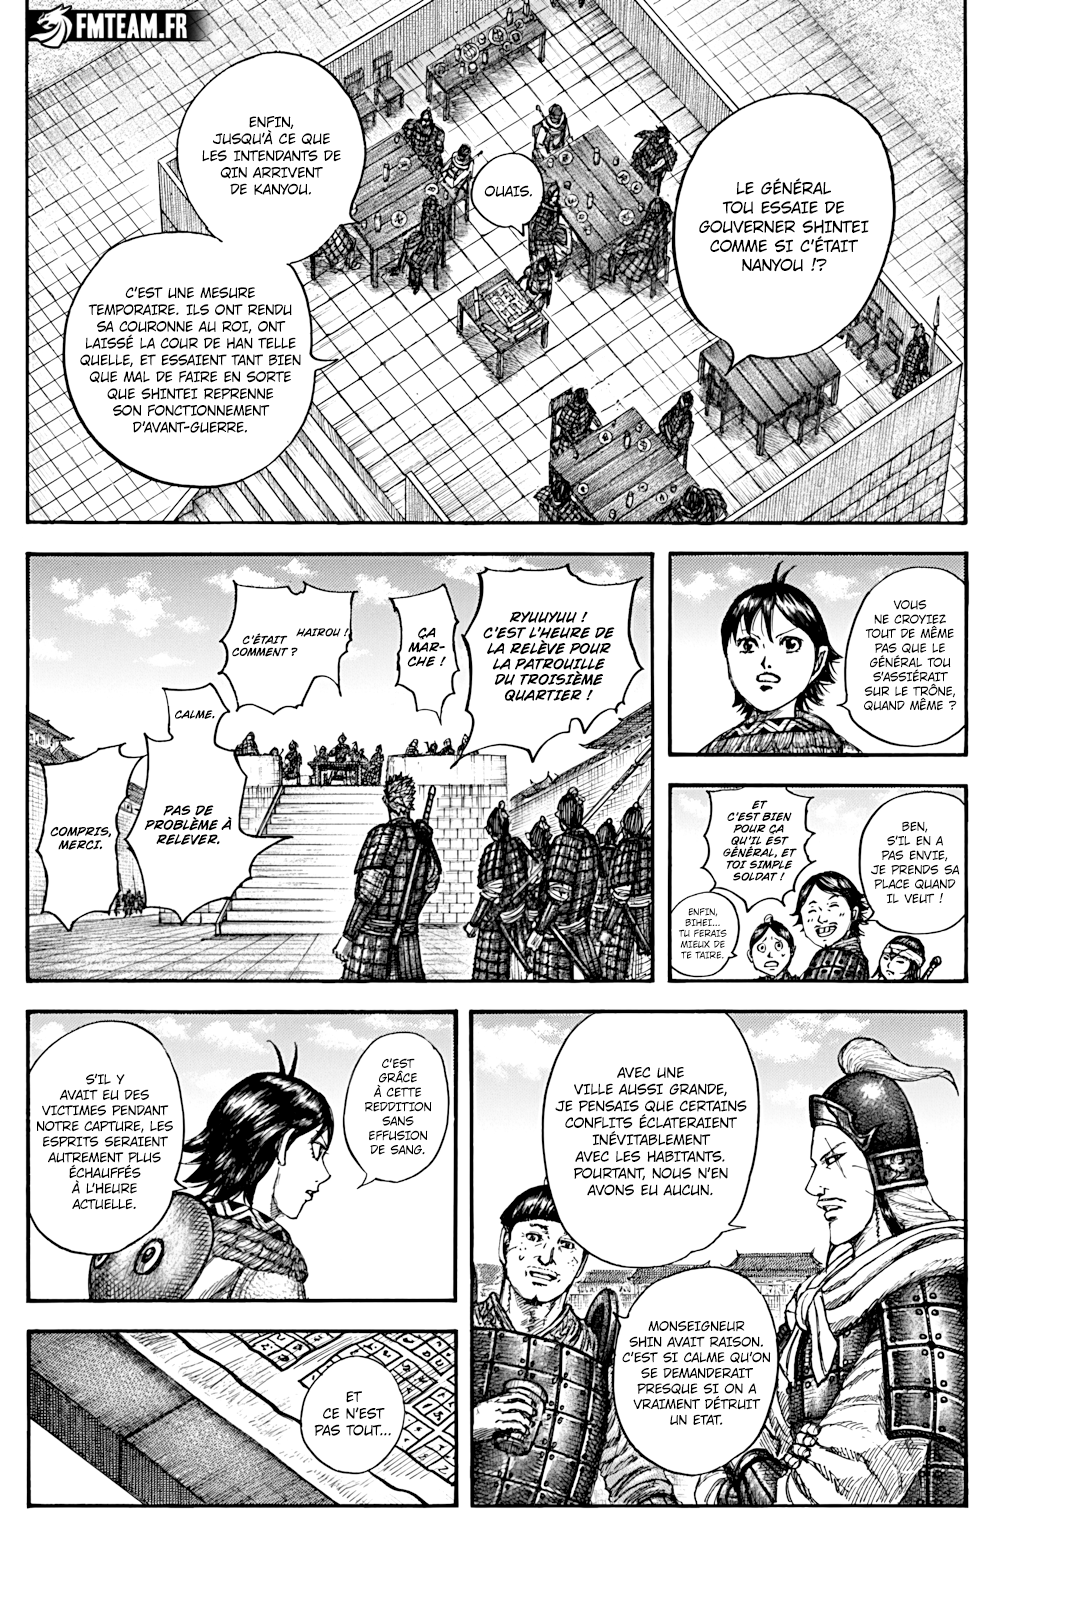 FMTEAM.FR
LE GÉNÉRAL
TOU ESSAIE DE
GOUVERNER SHINTEI
COMME SI C'ÉTAIT
NANYOU !?
OUAIS.
ENFIN,
JUSQU'À CE QUE
LES INTENDANTS DE
QIN ARRIVENT
DE KANYOU.
C'EST UNE MESURE
TEMPORAIRE. ILS ONT RENDU
SA COURONNE AU ROI, ONT
LAISSÉ LA COUR DE HAN TELLE
QUELLE, ET ESSAIENT TANT BIEN
QUE MAL DE FAIRE EN SORTE
QUE SHINTEI REPRENNE
SON FONCTIONNEMENT
D'AVANT-GUERRE.
VOUS
NE CROYIEZ
TOUT DE MÊME
PAS QUE LE
GÉNÉRAL TOU
S'ASSIÉRAIT
SUR LE TRÔNE,
QUAND MÊME ?
BEN,
S'IL EN A
PAS ENVIE,
JE PRENDS SA
PLACE QUAND
IL VEUT !
ET
C'EST BIEN
POUR ÇA
QU'IL EST
GÉNÉRAL, ET
TOI SIMPLE
SOLDAT !
ENFIN,
BIHEI...
TU FERAIS
MIEUX DE
TE TAIRE.
RYUUYUU !
C'EST L'HEURE DE
LA RELÈVE POUR
LA PATROUILLE
DU TROISIÈME
QUARTIER !
ÇA
MAR-
CHE !
HAIROU !
C'ÉTAIT
COMMENT ?
CALME.
PAS DE
PROBLÈME À
RELEVER.
COMPRIS,
MERCI.
AVEC UNE
VILLE AUSSI GRANDE,
JE PENSAIS QUE CERTAINS
CONFLITS ÉCLATERAIENT
INÉVITABLEMENT
AVEC LES HABITANTS.
POURTANT, NOUS N'EN
AVONS EU AUCUN.
MONSEIGNEUR
SHIN AVAIT RAISON.
C'EST SI CALME QU'ON
SE DEMANDERAIT
PRESQUE SI ON A
VRAIMENT DÉTRUIT
UN ETAT.
C'EST
GRÂCE
À CETTE
REDDITION
SANS
EFFUSION
DE SANG.
S'IL Y
AVAIT EU DES
VICTIMES PENDANT
NOTRE CAPTURE, LES
ESPRITS SERAIENT
AUTREMENT PLUS
ÉCHAUFFÉS
À L'HEURE
ACTUELLE.
ET
CE N'EST
PAS TOUT...